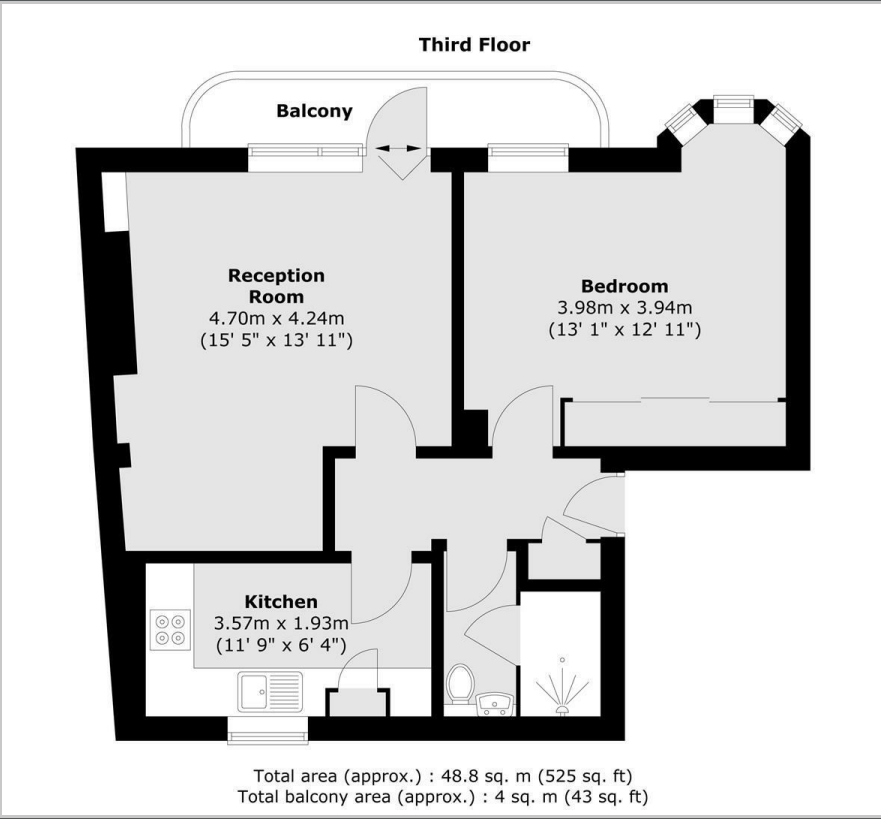 Third Floor
Balcony
Reception
Room
4.70m x 4.24m
(15' 5" x 13' 11")
Bedroom
3.98m x 3.94m
(13' 1" x 12' 11")
Kitchen
3.57m x 1.93m
(11' 9" x 6' 4")
Total area (approx.) : 48.8 sq. m (525 sq. ft)
Total balcony area (approx.) : 4 sq. m (43 sq. ft)